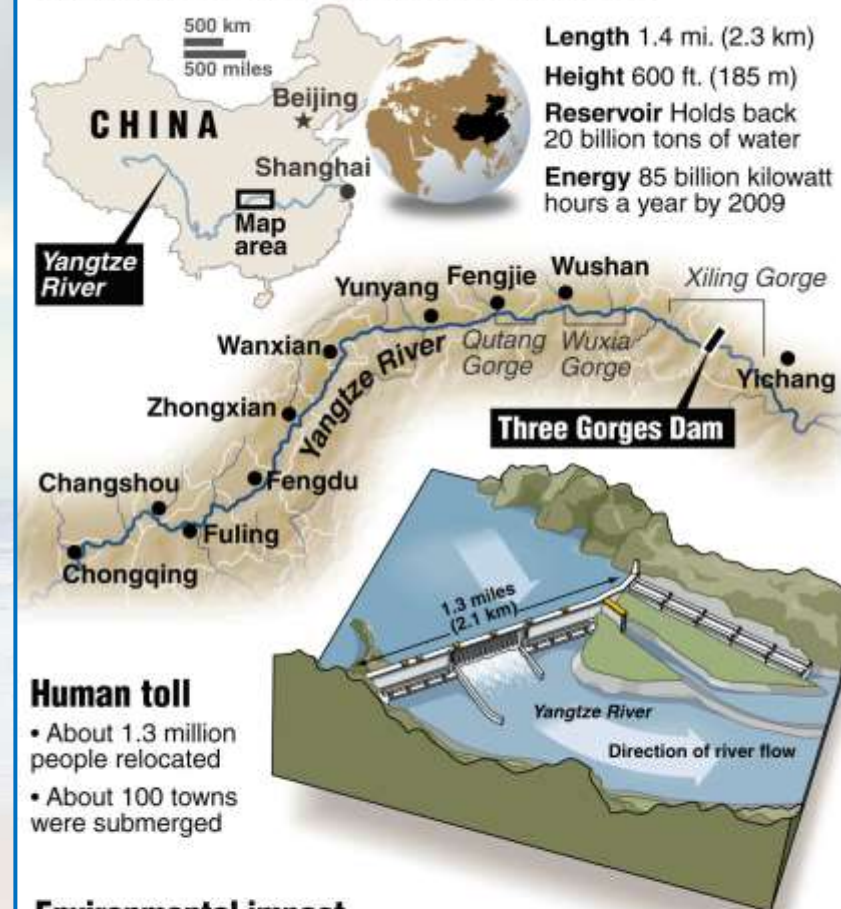 500 km
500 miles
Beijing
CHINA
Shanghai
Map
area
Yangtze
River
Length 1.4 mi. (2.3 km)
Height 600 ft. (185 m)
Reservoir Holds back
20 billion tons of water
Energy 85 billion kilowatt
hours a year by 2009
Yunyang
Fengjie
Wushan
Xiling Gorge
Wanxian
Yangtze River
Qutang
Gorge
Wuxia
Gorge
Yichang
Zhongxian
Three Gorges Dam
Changshou
Fengdu
Fuling
Chongqing
1.3 miles
(2.1 km)
Yangtze River
Direction of river flow
Human toll
• About 1.3 million
people relocated
• About 100 towns
were submerged
Environmental impact